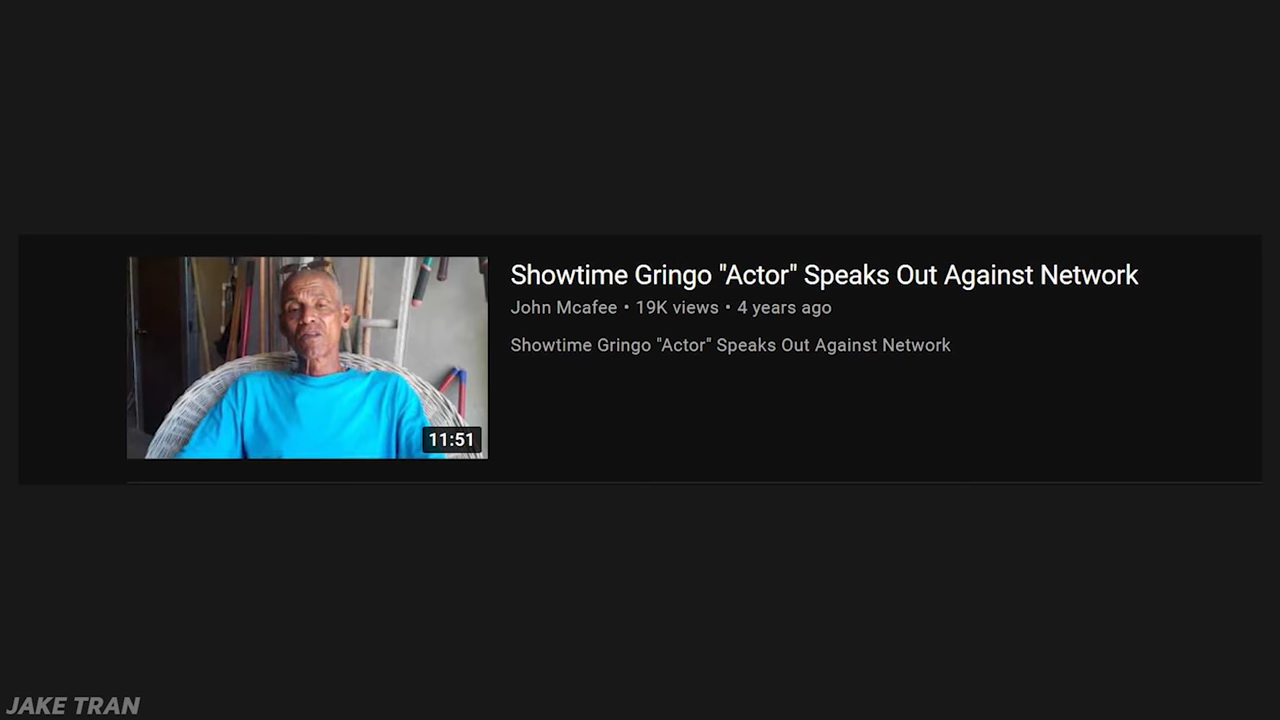 Showtime Gringo "Actor" Speaks Out Against Network
John Mcafee • 19K views • 4 years ago
Showtime Gringo "Actor" Speaks Out Against Network
11:51
JAKE TRAN